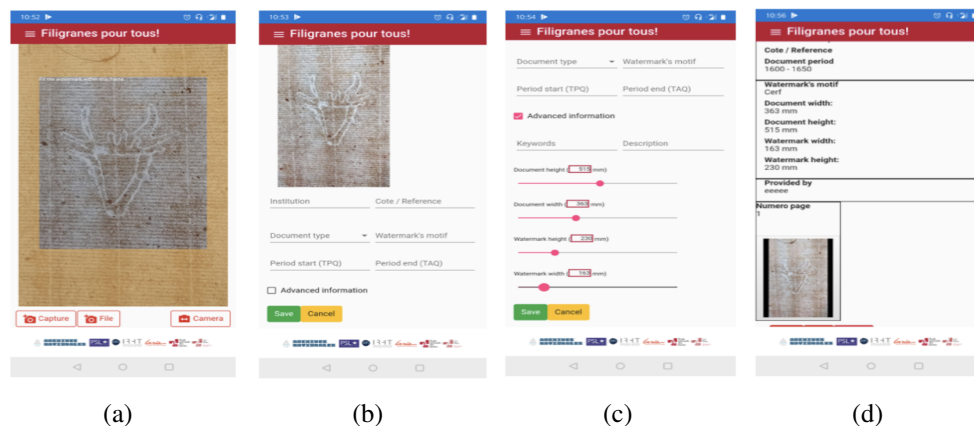 10:52
Filigranes pour tous!
Capture
File
Camera
PSL
(a)
10:53
Filigranes pour tous!
Institution
Cote / Reference
Document type
Watermark's motif
Period start (TPQ)
Period end (TAQ)
Advanced information
Save
Cancel
PSL
(b)
10:54
Filigranes pour tous!
Document type
Watermark's motif
Period start (TPQ)
Period end (TAQ)
Advanced information
Keywords
Description
Document height ( 515 mm)
Document width ( 363 mm)
Watermark height ( 230 mm)
Watermark width ( 163 mm)
Save
Cancel
PSL
(c)
10:56
Filigranes pour tous!
Cote / Reference
Document period
1600 - 1650
Watermark's motif
Cerf
Document width:
363 mm
Document height:
515 mm
Watermark width:
163 mm
Watermark height:
230 mm
Provided by
eeeee
Numero page
1
PSL
(d)